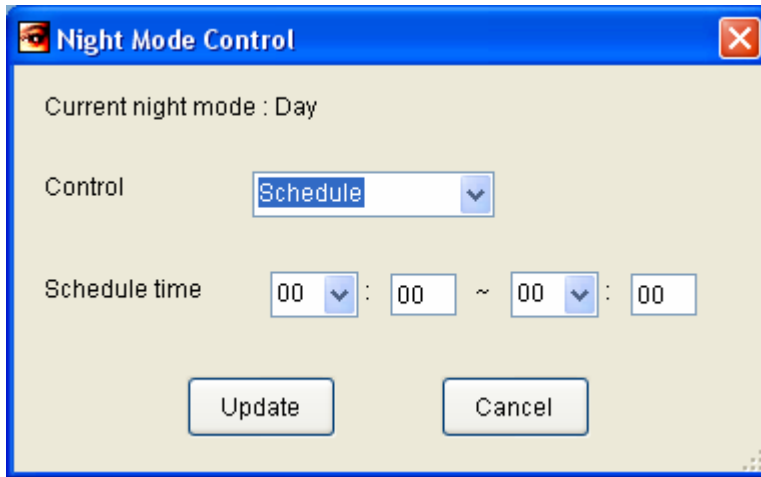 Night Mode Control
Current night mode : Day
Control Schedule
Schedule time 00 : 00 ~ 00 : 00
Update Cancel